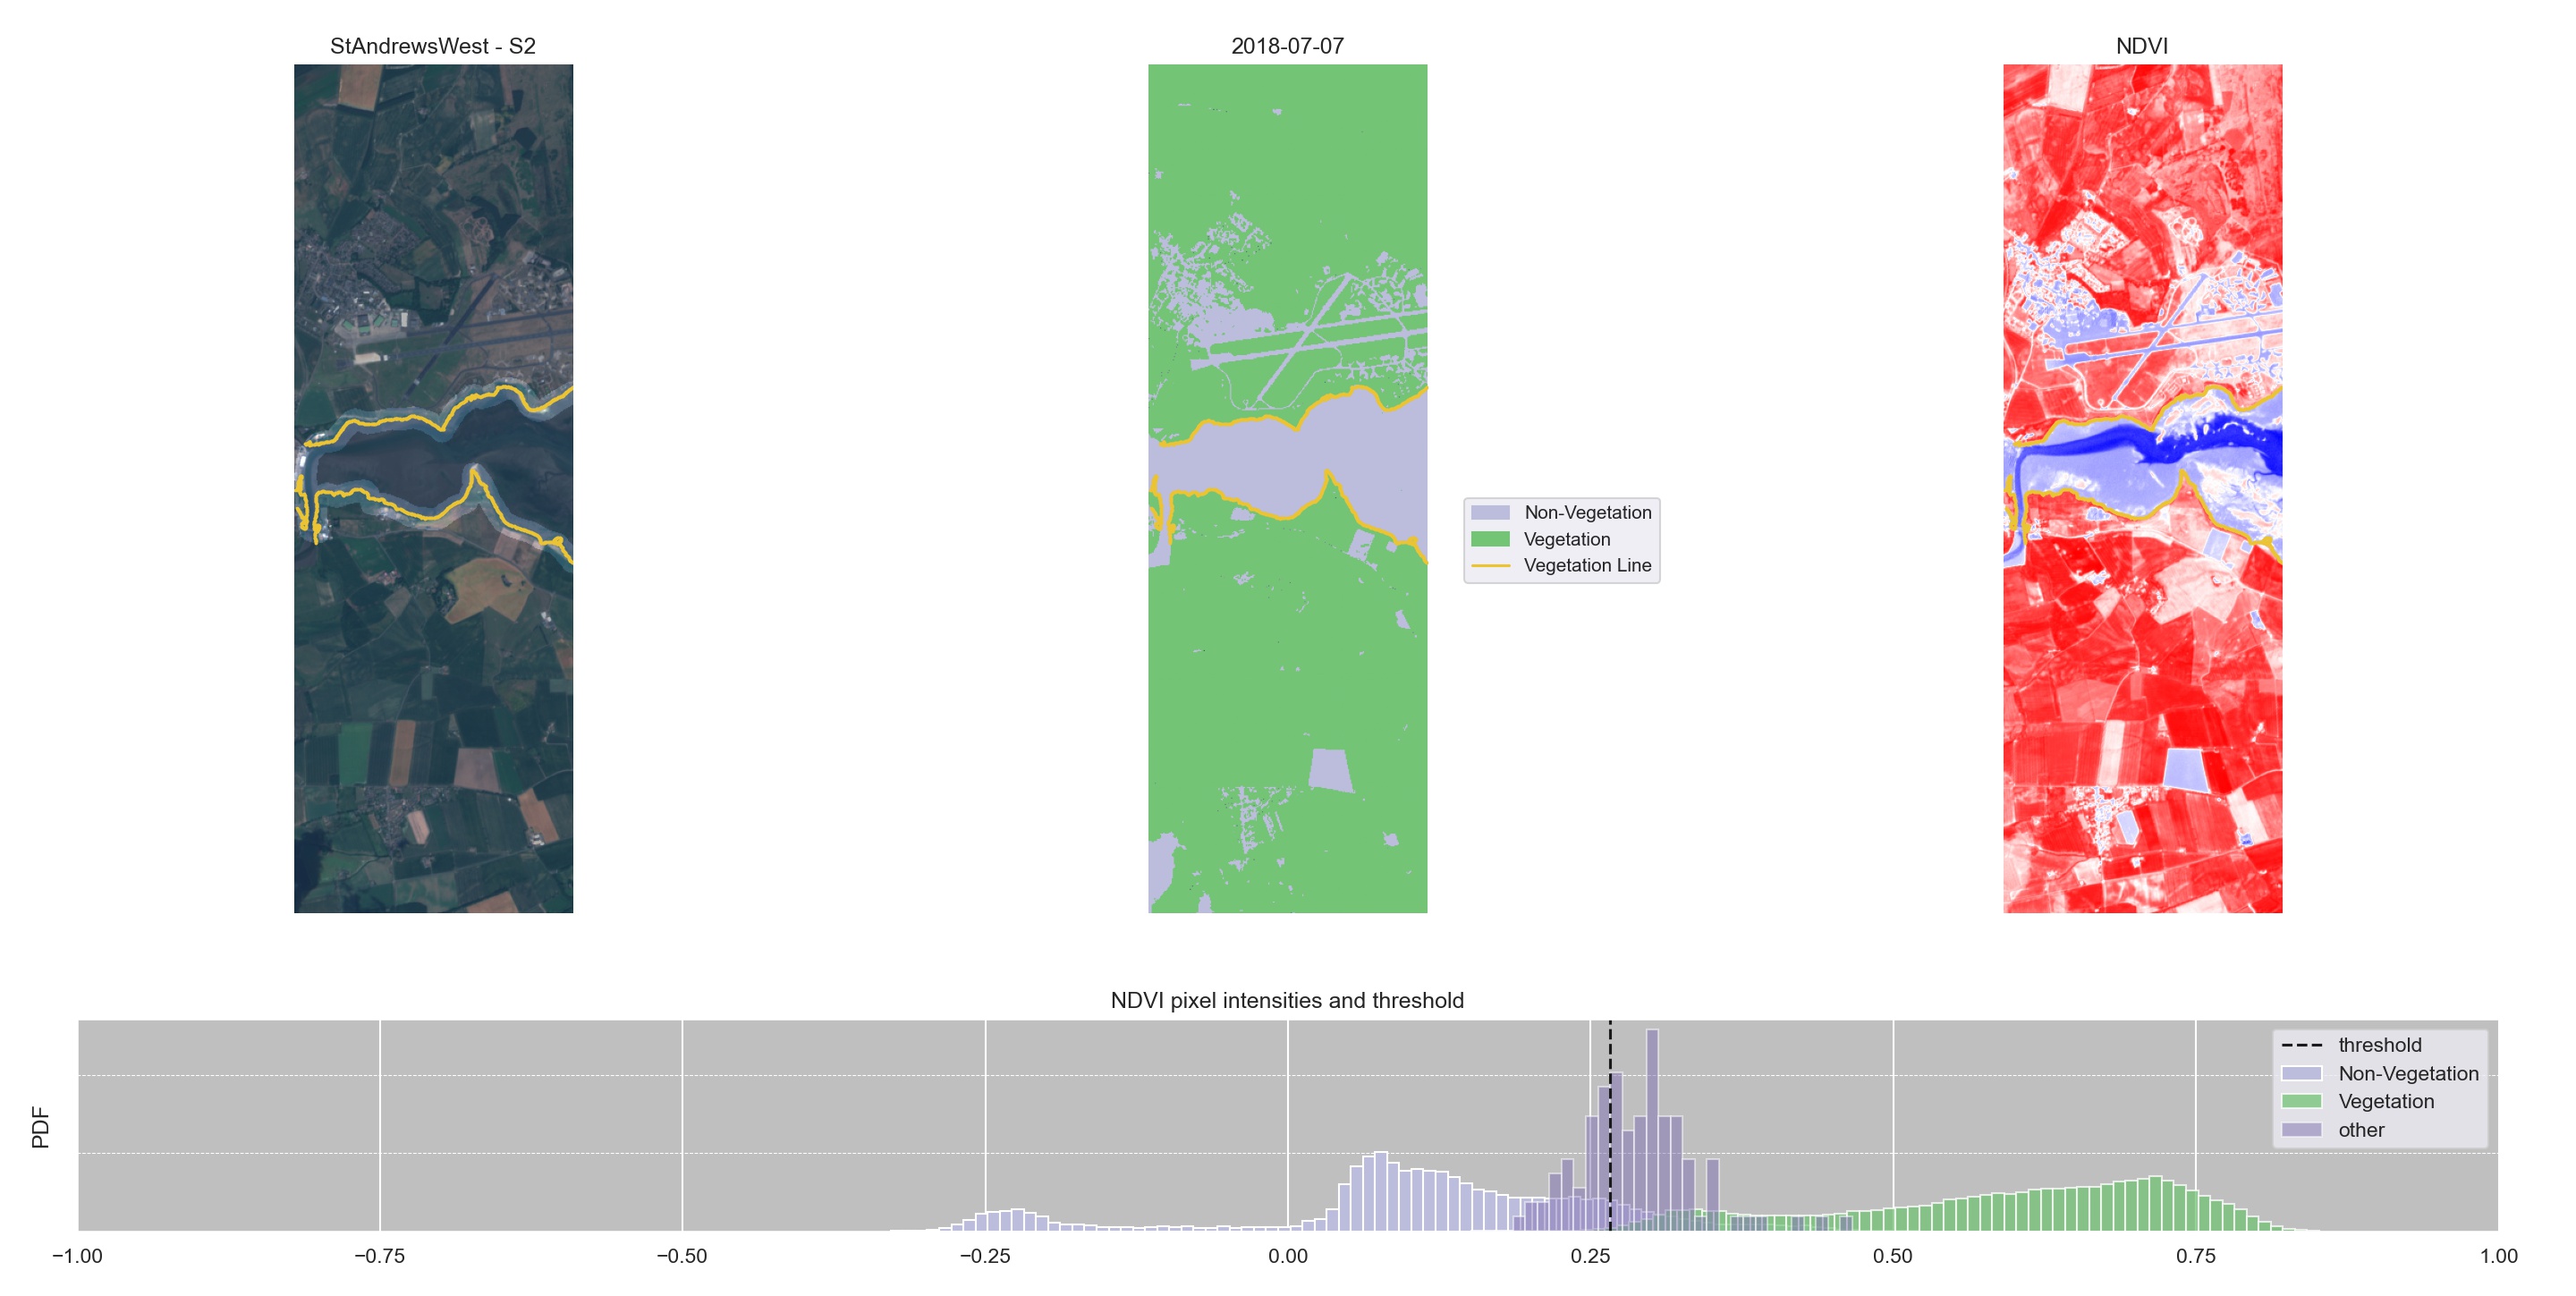 StAndrewsWest - S2
2018-07-07
NDVI
Non-Vegetation
Vegetation
Vegetation Line
NDVI pixel intensities and threshold
PDF
threshold
Non-Vegetation
Vegetation
other
−1.00 −0.75 −0.50 −0.25 0.00 0.25 0.50 0.75 1.00